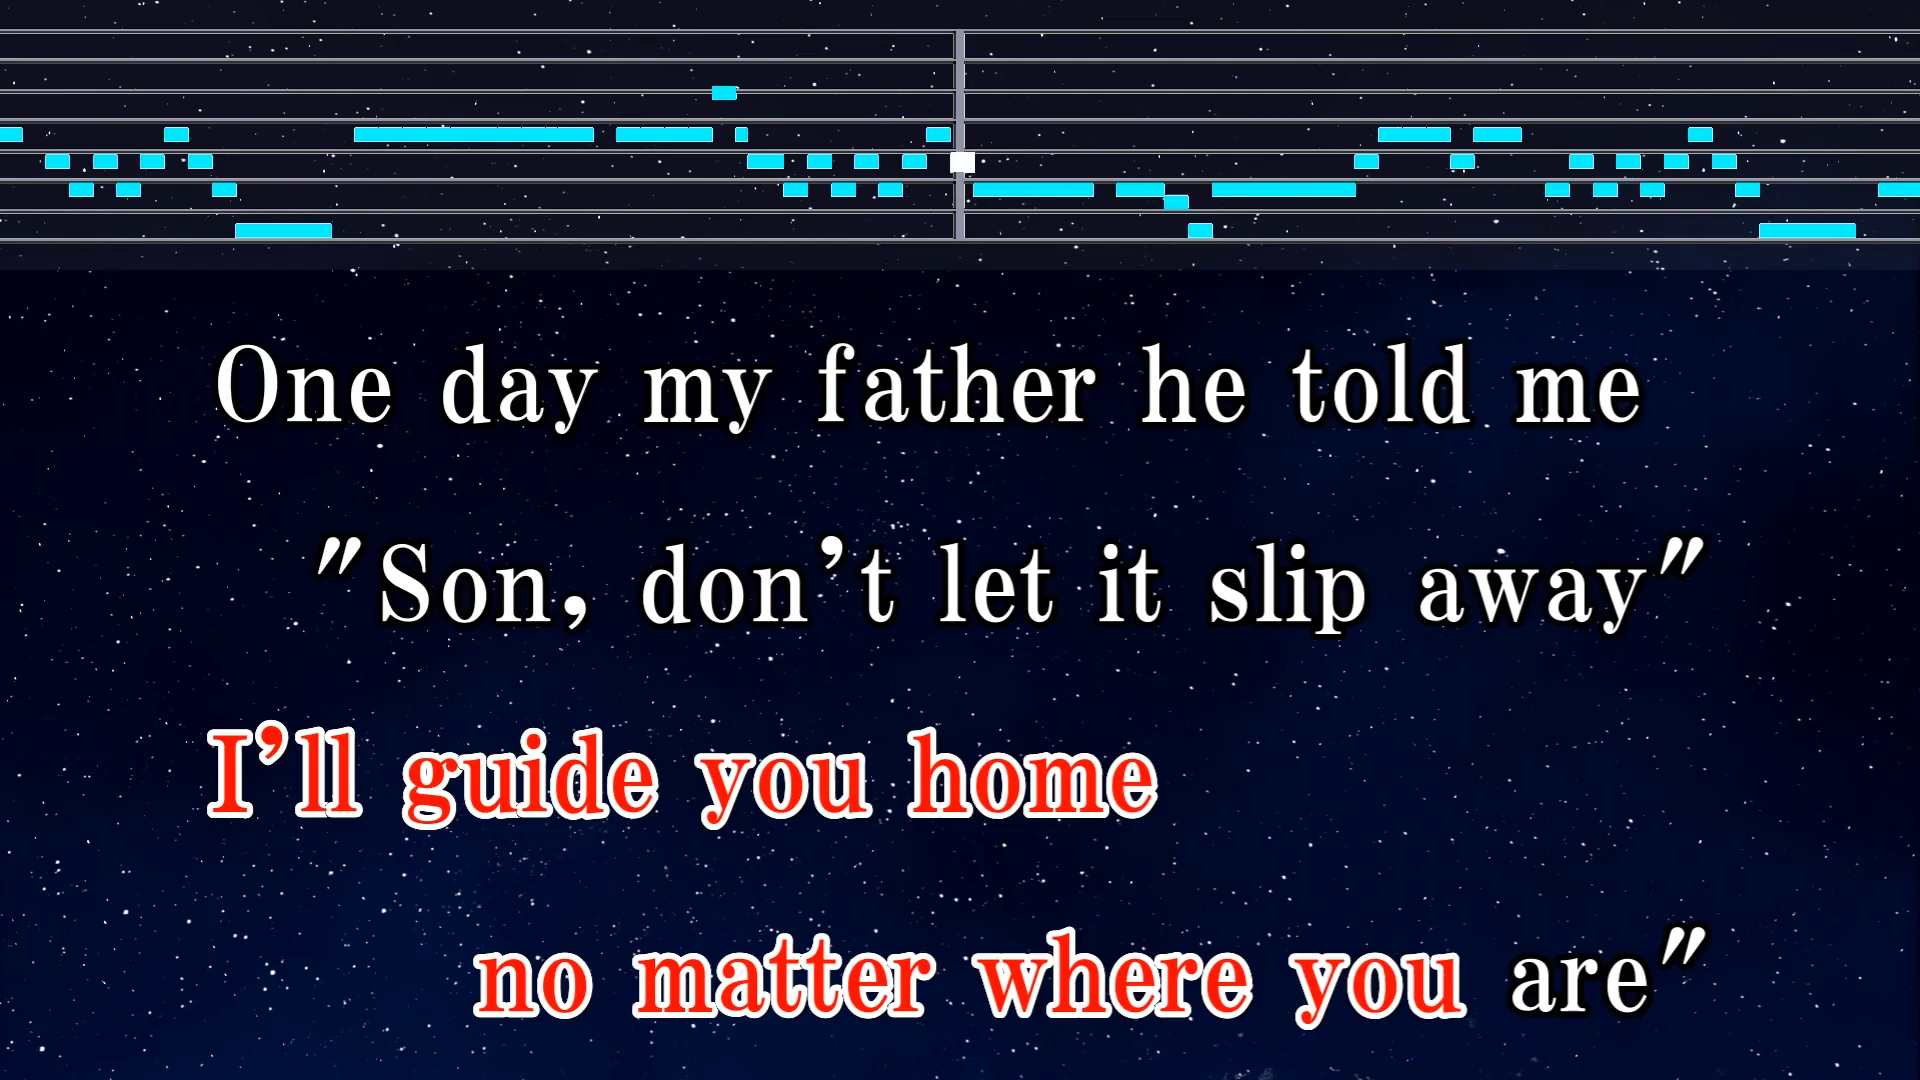 One day my father he told me
"Son, don't let it slip away"
I'll guide you home
no matter where you are"